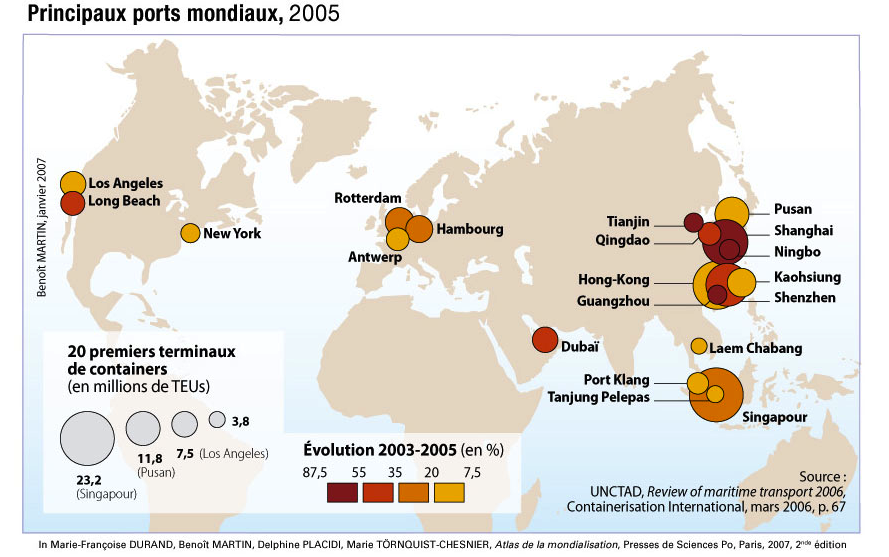 Principaux ports mondiaux, 2005
Benoît MARTIN, janvier 2007
Los Angeles
Long Beach
New York
Rotterdam
Hambourg
Antwerp
Dubaï
Tianjin
Qingdao
Pusan
Shanghai
Ningbo
Hong-Kong
Guangzhou
Kaohsiung
Shenzhen
Laem Chabang
Port Klang
Tanjung Pelepas
Singapour
20 premiers terminaux
de containers
(en millions de TEUs)
23,2
(Singapour)
11,8
(Pusan)
7,5 (Los Angeles)
3,8
Évolution 2003-2005 (en %)
87,5 55 35 20 7,5
Source :
UNCTAD, Review of maritime transport 2006,
Containerisation International, mars 2006, p. 67
In Marie-Françoise DURAND, Benoît MARTIN, Delphine PLACIDI, Marie TÖRNQUIST-CHESNIER, Atlas de la mondialisation, Presses de Sciences Po, Paris, 2007, 2nde édition